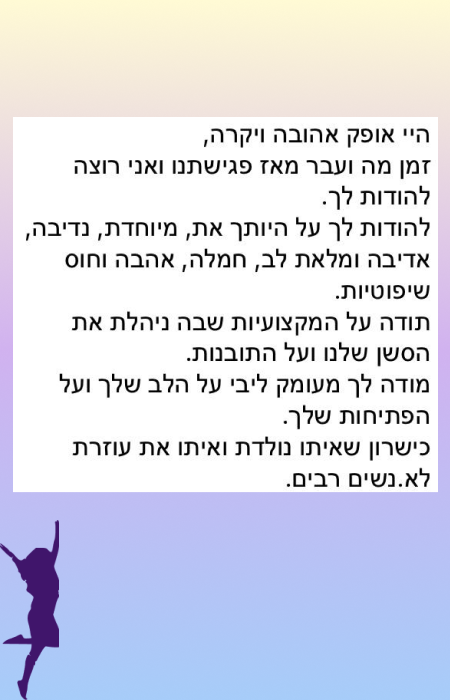 היי אופק אהובה ויקרה,
זמן מה ועבר מאז פגישתנו ואני רוצה
להודות לך.
להודות לך על היותך את, מיוחדת, נדיבה,
אדיבה ומלאת לב, חמלה, אהבה וחוס
שיפוטיות.
תודה על המקצועיות שבה ניהלת את
הסשן שלנו ועל התובנות.
מודה לך מעומק ליבי על הלב שלך ועל
הפתיחות שלך.
כישרון שאיתו נולדת ואיתו את עוזרת
לא.נשים רבים.